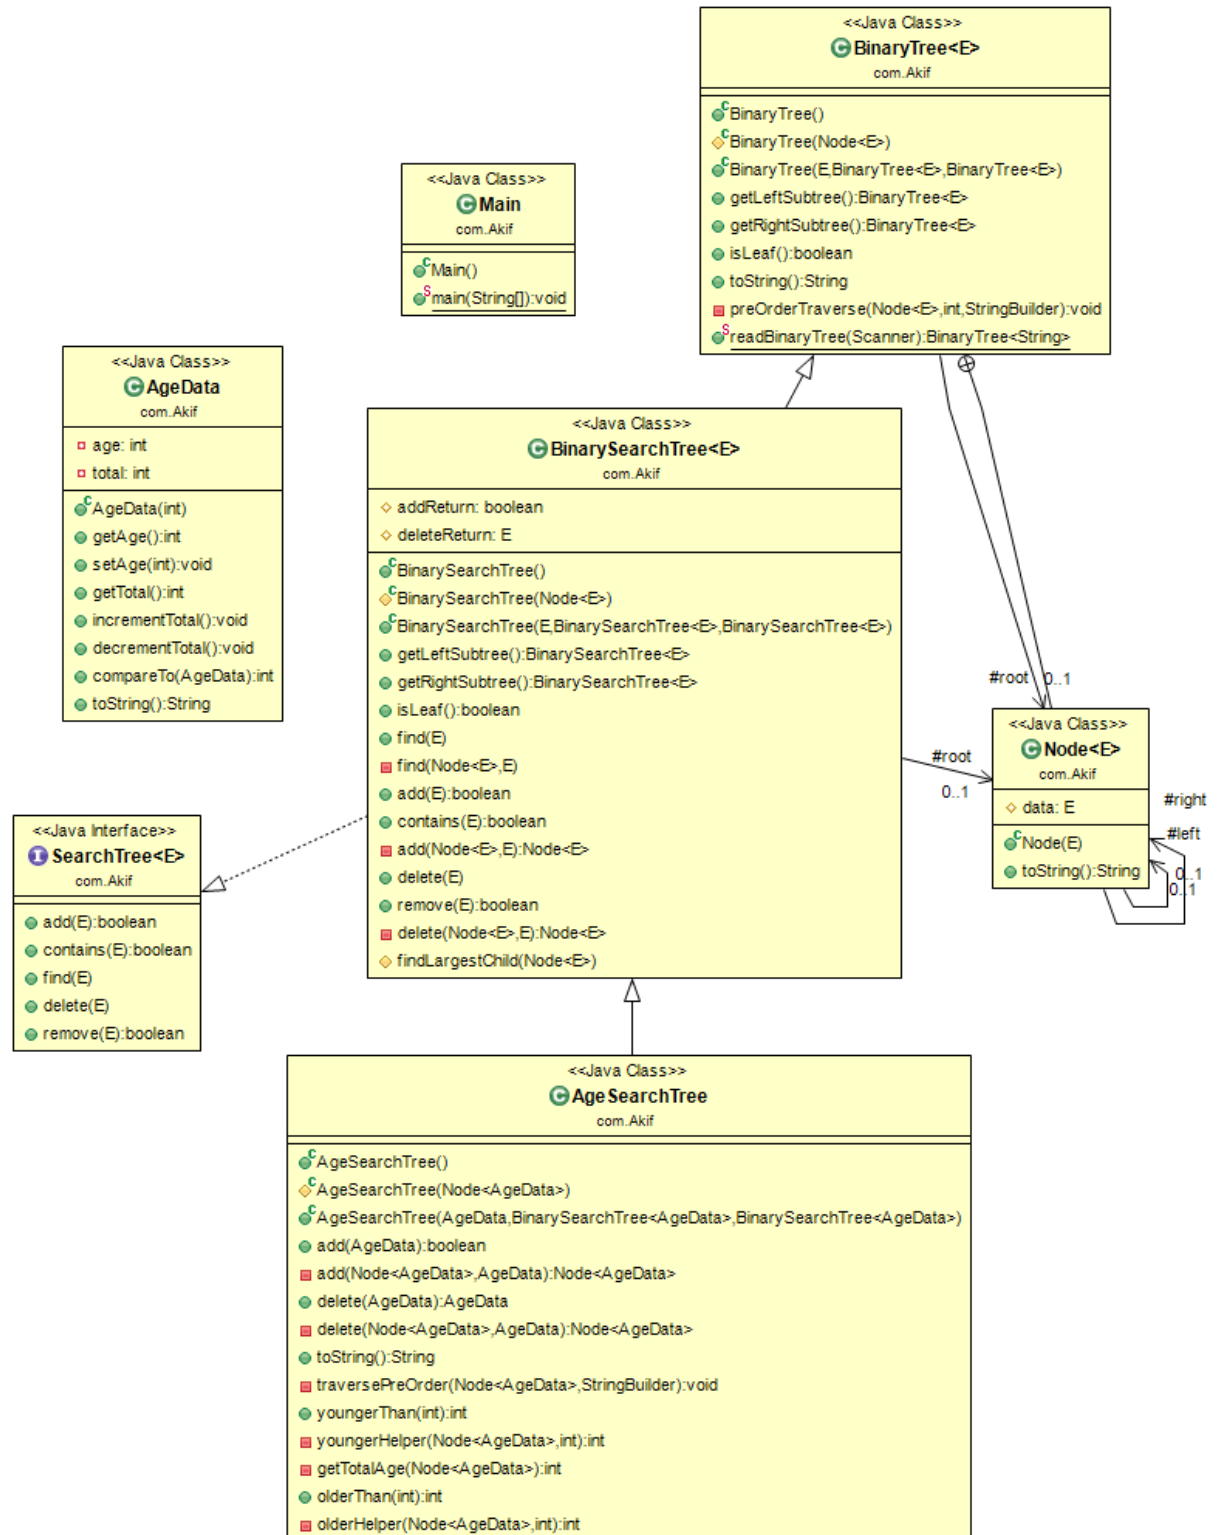 <<Java Class>>
BinaryTree<E>
com.Akif
BinaryTree()
BinaryTree(Node<E>)
BinaryTree(E,BinaryTree<E>,BinaryTree<E>)
getLeftSubtree():BinaryTree<E>
getRightSubtree():BinaryTree<E>
isLeaf():boolean
toString():String
preOrderTraverse(Node<E>,int,StringBuilder):void
readBinaryTree(Scanner):BinaryTree<String>
<<Java Class>>
Main
com.Akif
Main()
main(String[]):void
<<Java Class>>
AgeData
com.Akif
age: int
total: int
AgeData(int)
getAge():int
setAge(int):void
getTotal():int
incrementTotal():void
decrementTotal():void
compareTo(AgeData):int
toString():String
<<Java Class>>
BinarySearchTree<E>
com.Akif
addReturn: boolean
deleteReturn: E
BinarySearchTree()
BinarySearchTree(Node<E>)
BinarySearchTree(E,BinarySearchTree<E>,BinarySearchTree<E>)
getLeftSubtree():BinarySearchTree<E>
getRightSubtree():BinarySearchTree<E>
isLeaf():boolean
find(E)
find(Node<E>,E)
add(E):boolean
contains(E):boolean
add(Node<E>,E):Node<E>
delete(E)
remove(E):boolean
delete(Node<E>,E):Node<E>
findLargestChild(Node<E>)
#root 0..1
#root
0..1
<<Java Class>>
Node<E>
com.Akif
data: E
Node(E)
toString():String
#right
#left
0..1
0..1
<<Java Interface>>
SearchTree<E>
com.Akif
add(E):boolean
contains(E):boolean
find(E)
delete(E)
remove(E):boolean
<<Java Class>>
AgeSearchTree
com.Akif
AgeSearchTree()
AgeSearchTree(Node<AgeData>)
AgeSearchTree(AgeData,BinarySearchTree<AgeData>,BinarySearchTree<AgeData>)
add(AgeData):boolean
add(Node<AgeData>,AgeData):Node<AgeData>
delete(AgeData):AgeData
delete(Node<AgeData>,AgeData):Node<AgeData>
toString():String
traversePreOrder(Node<AgeData>,StringBuilder):void
youngerThan(int):int
youngerHelper(Node<AgeData>,int):int
getTotalAge(Node<AgeData>):int
olderThan(int):int
olderHelper(Node<AgeData>,int):int